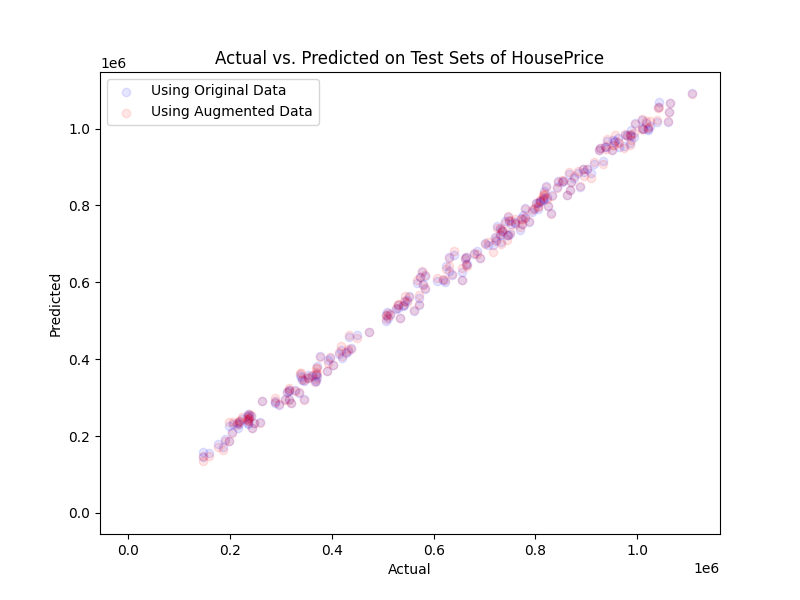 Actual vs. Predicted on Test Sets of HousePrice
1e6
Using Original Data
Using Augmented Data
1.0
0.8
0.6
0.4
0.2
0.0
Predicted
0.0 0.2 0.4 0.6 0.8 1.0
1e6
Actual